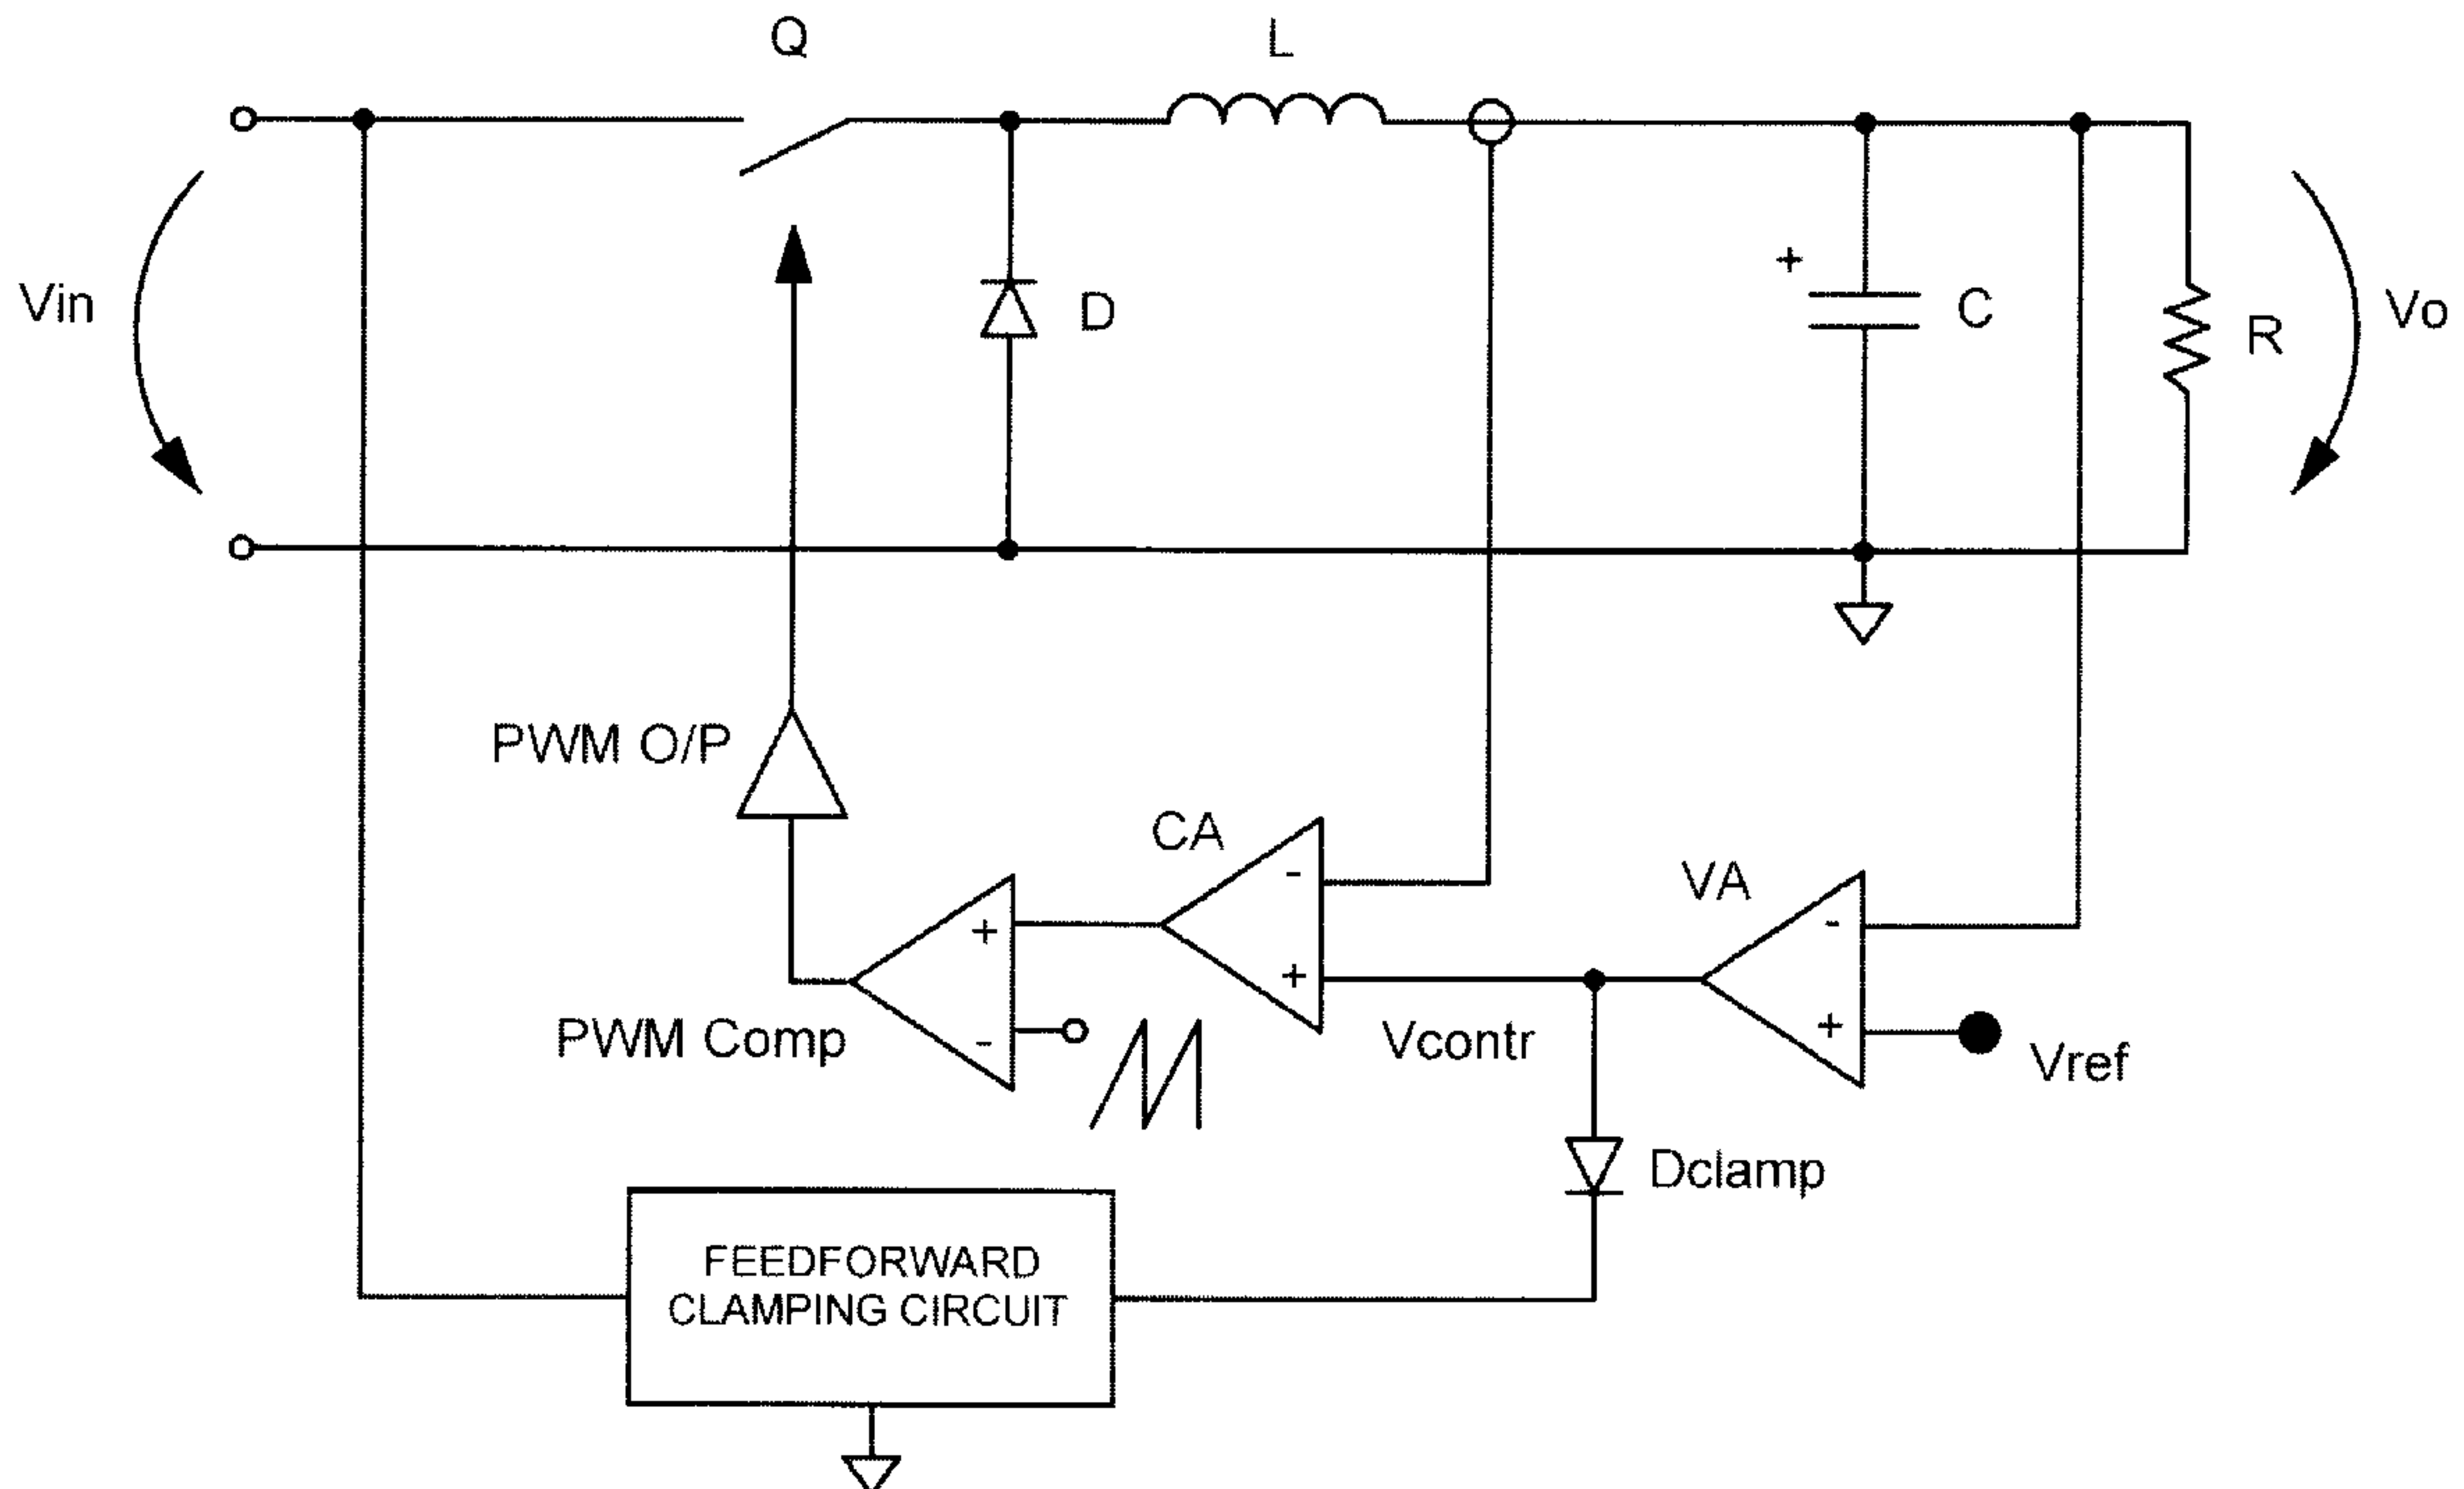 Q
L
Vin
D
+
C
R
Vo
PWM O/P
CA
-
+
VA
-
+
+
-
PWM Comp
Vcontr
Vref
Dclamp
FEEDFORWARD
CLAMPING CIRCUIT